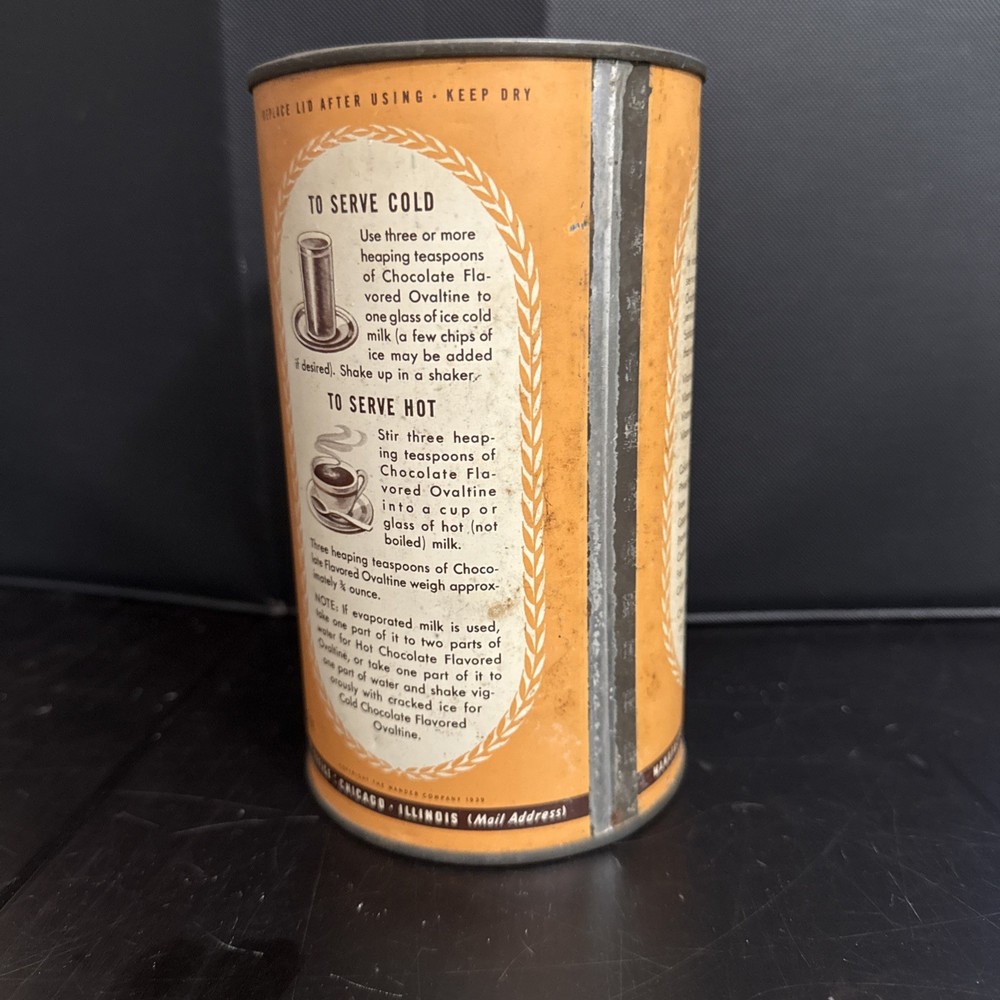 REPLACE LID AFTER USING • KEEP DRY
TO SERVE COLD
Use three or more
heaping teaspoons
of Chocolate Fla-
vored Ovaltine to
one glass of ice cold
milk (a few chips of
ice may be added
if desired). Shake up in a shaker.
TO SERVE HOT
Stir three heap-
ing teaspoons of
Chocolate Fla-
vored Ovaltine
into a cup or
glass of hot (not
boiled) milk.
Three heaping teaspoons of Choco-
late Flavored Ovaltine weigh approx-
imately ¾ ounce.
NOTE: If evaporated milk is used,
take one part of it to two parts of
water for Hot Chocolate Flavored
Ovaltine, or take one part of it to
one part of water and shake vig-
orously with cracked ice for
Cold Chocolate Flavored
Ovaltine.
COPYRIGHT THE WANDER COMPANY
• CHICAGO • ILLINOIS (Mail Address)